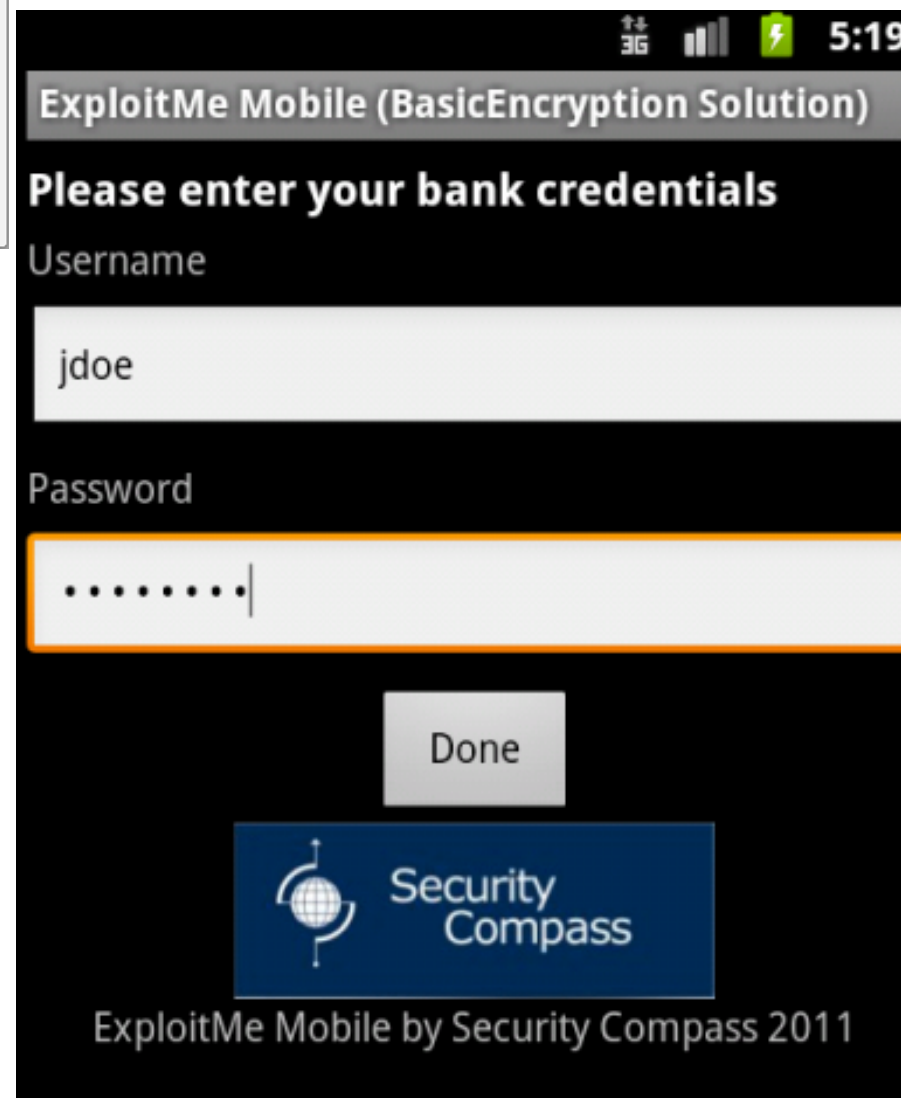 3G 5:19
ExploitMe Mobile (BasicEncryption Solution)
Please enter your bank credentials
Username
jdoe
Password
••••••••
Done
Security
Compass
ExploitMe Mobile by Security Compass 2011